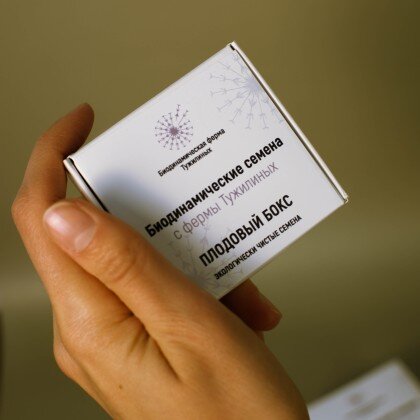 Биодинамическая ферма
Тужилиных
Биодинамические семена
с фермы Тужилиных
ПЛОДОВЫЙ БОКС
ЭКОЛОГИЧЕСКИ ЧИСТЫЕ СЕМЕНА